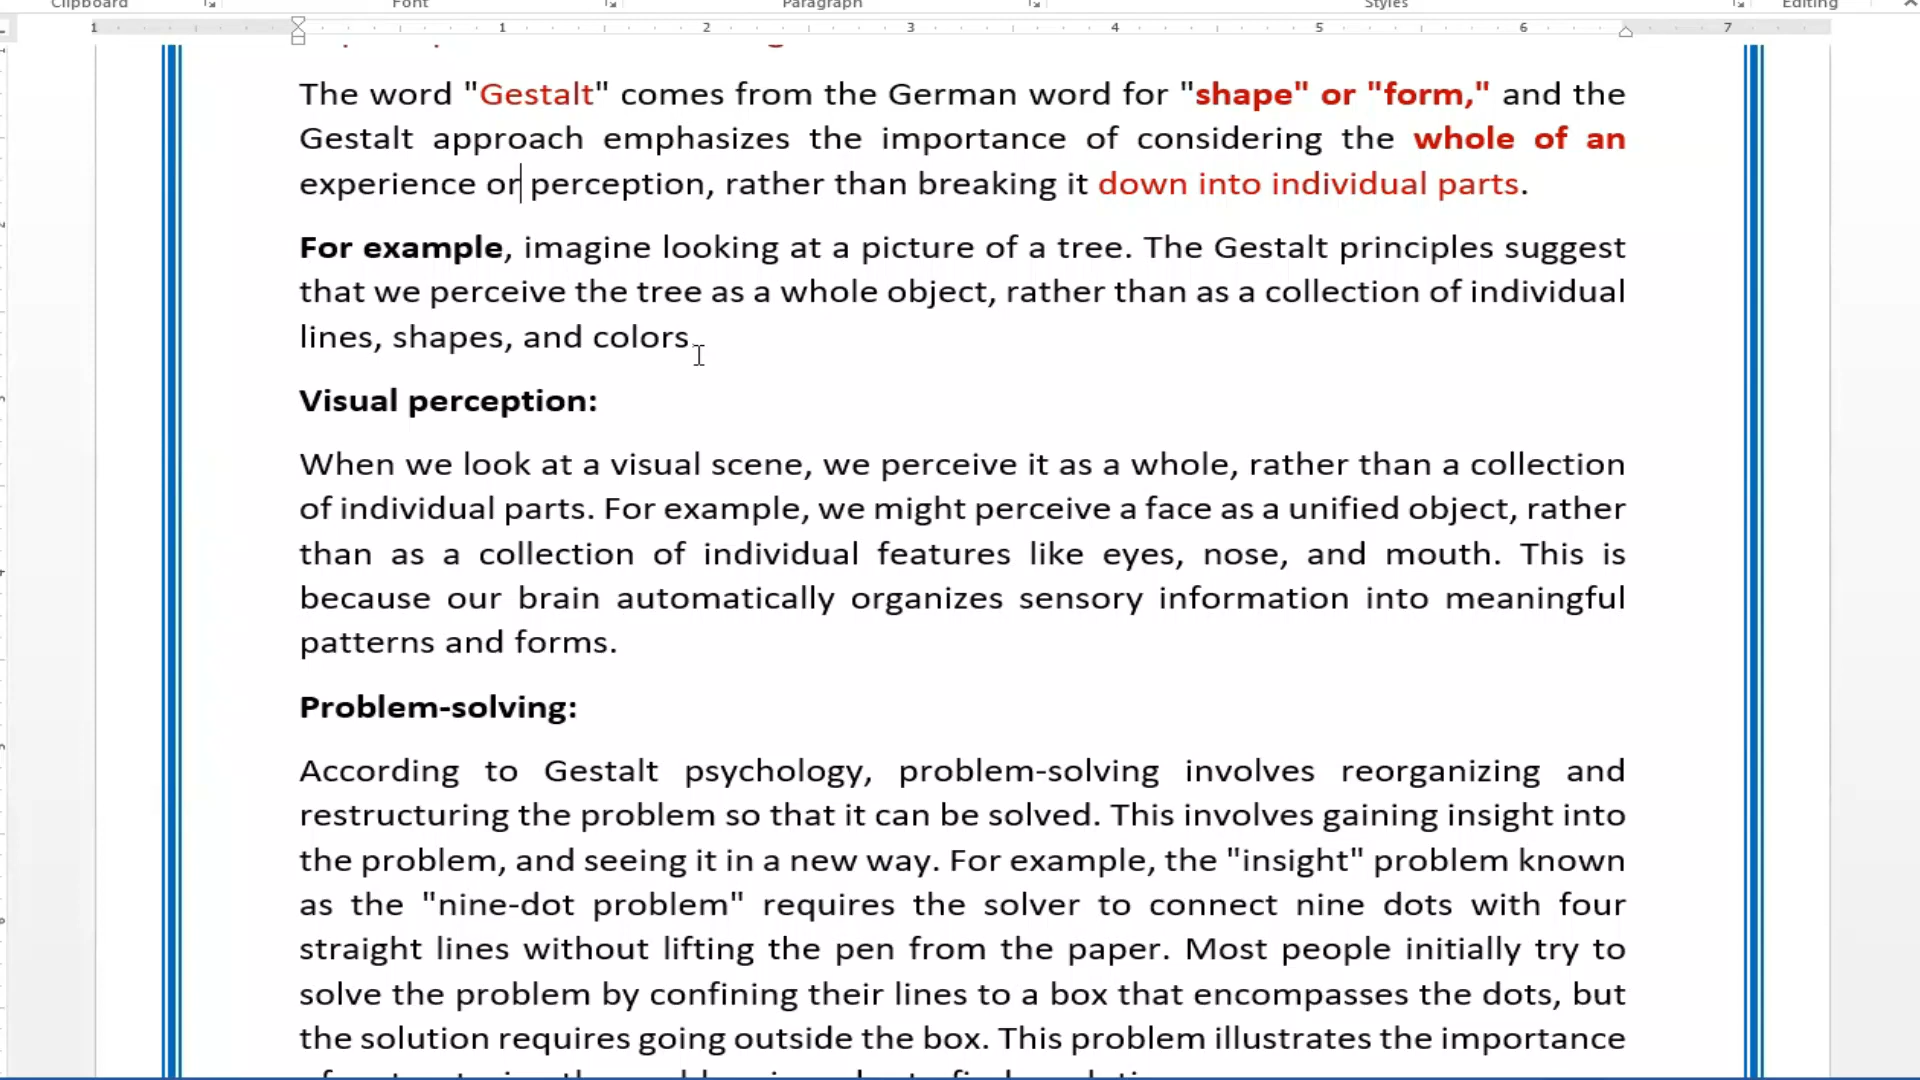 Clipboard Font Paragraph Styles Editing
1 1 2 3 4 5 6 7
The word "Gestalt" comes from the German word for "shape" or "form," and the
Gestalt approach emphasizes the importance of considering the whole of an
experience or perception, rather than breaking it down into individual parts.
For example, imagine looking at a picture of a tree. The Gestalt principles suggest
that we perceive the tree as a whole object, rather than as a collection of individual
lines, shapes, and colors.
Visual perception:
When we look at a visual scene, we perceive it as a whole, rather than a collection
of individual parts. For example, we might perceive a face as a unified object, rather
than as a collection of individual features like eyes, nose, and mouth. This is
because our brain automatically organizes sensory information into meaningful
patterns and forms.
Problem-solving:
According to Gestalt psychology, problem-solving involves reorganizing and
restructuring the problem so that it can be solved. This involves gaining insight into
the problem, and seeing it in a new way. For example, the "insight" problem known
as the "nine-dot problem" requires the solver to connect nine dots with four
straight lines without lifting the pen from the paper. Most people initially try to
solve the problem by confining their lines to a box that encompasses the dots, but
the solution requires going outside the box. This problem illustrates the importance